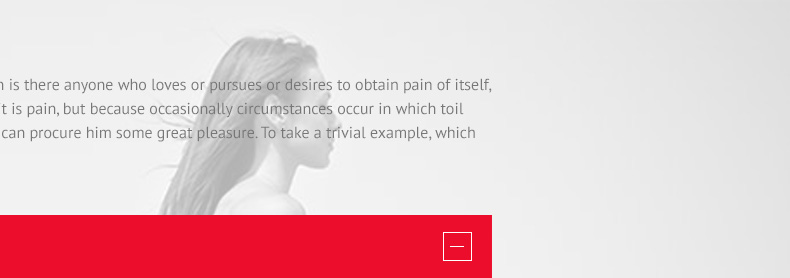 is there anyone who loves or pursues or desires to obtain pain of itself,
t is pain, but because occasionally circumstances occur in which toil
can procure him some great pleasure. To take a trivial example, which